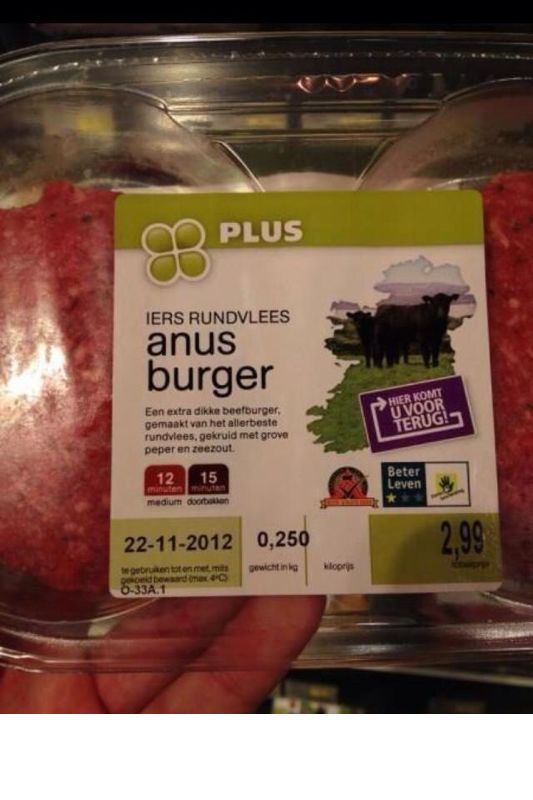 PLUS
IERS RUNDVLEES
anus
burger
Een extra dikke beefburger,
gemaakt van het allerbeste
rundvlees, gekruid met grove
peper en zeezout.
HIER KOMT
U VOOR
TERUG!
12 15
minuten minuten
medium doorbakken
Beter
Leven
22-11-2012 0,250 2,99
te gebruiken tot en met, mits
gekoeld bewaard (max. 4°C)
gewicht in kg kiloprijs
O-33A.1